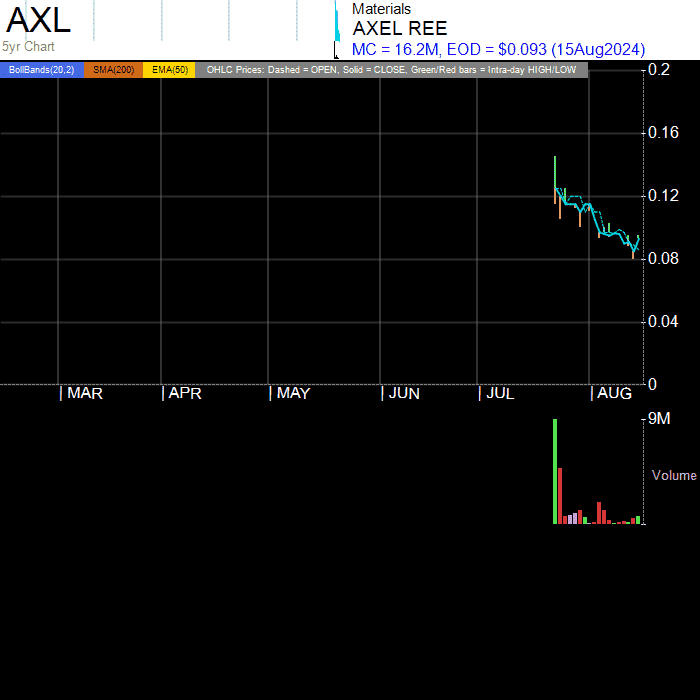 AXL
5yr Chart
Materials
AXEL REE
MC = 16.2M, EOD = $0.093 (15Aug2024)
BollBands(20,2) SMA(200) EMA(50) OHLC Prices: Dashed = OPEN, Solid = CLOSE, Green/Red bars = Intra-day HIGH/LOW
0.2
0.16
0.12
0.08
0.04
0
MAR APR MAY JUN JUL AUG
9M
Volume